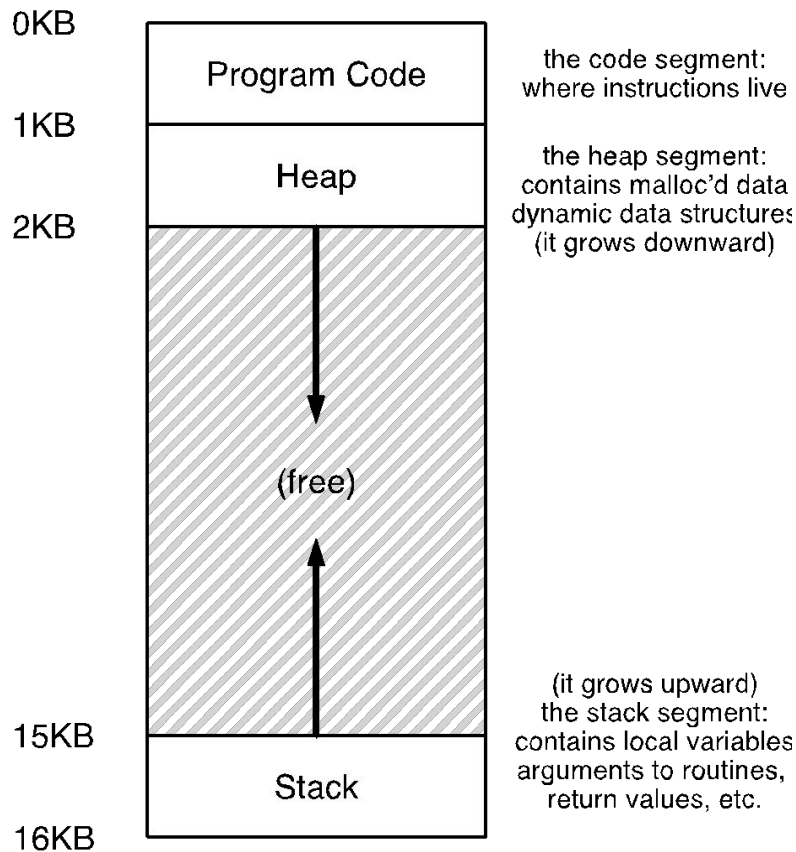 0KB
Program Code
the code segment:
where instructions live
1KB
Heap
the heap segment:
contains malloc'd data
dynamic data structures
(it grows downward)
2KB
(free)
(it grows upward)
the stack segment:
contains local variables
arguments to routines,
return values, etc.
15KB
Stack
16KB